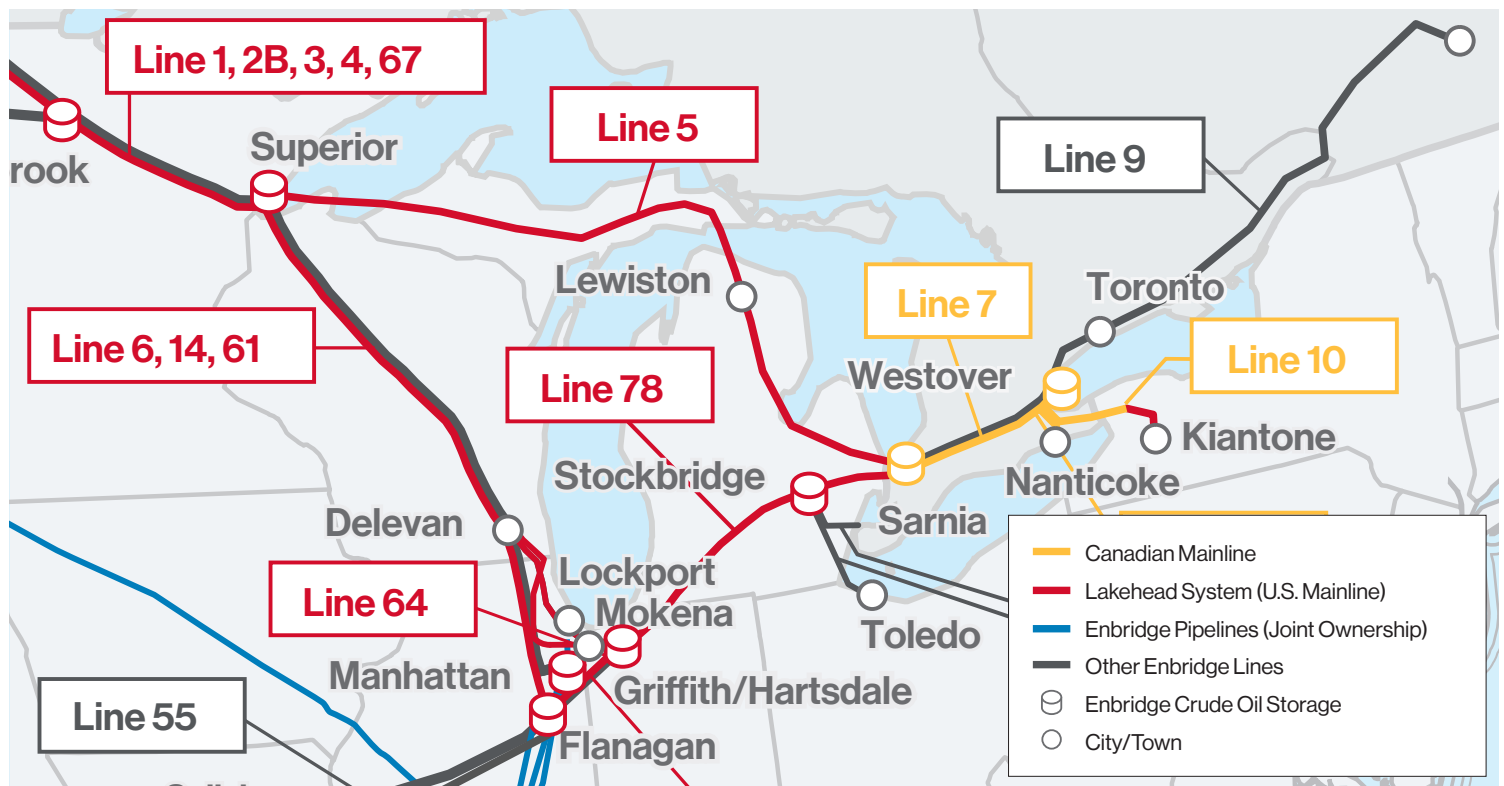 Line 1, 2B, 3, 4, 67
Superior
Line 5
Line 9
rook
Lewiston
Line 7
Toronto
Line 6, 14, 61
Line 10
Line 78
Westover
Kiantone
Stockbridge
Nanticoke
Delevan
Sarnia
Lockport
Line 64
Mokena
Toledo
Manhattan
Griffith/Hartsdale
Line 55
Flanagan
Canadian Mainline
Lakehead System (U.S. Mainline)
Enbridge Pipelines (Joint Ownership)
Other Enbridge Lines
Enbridge Crude Oil Storage
City/Town